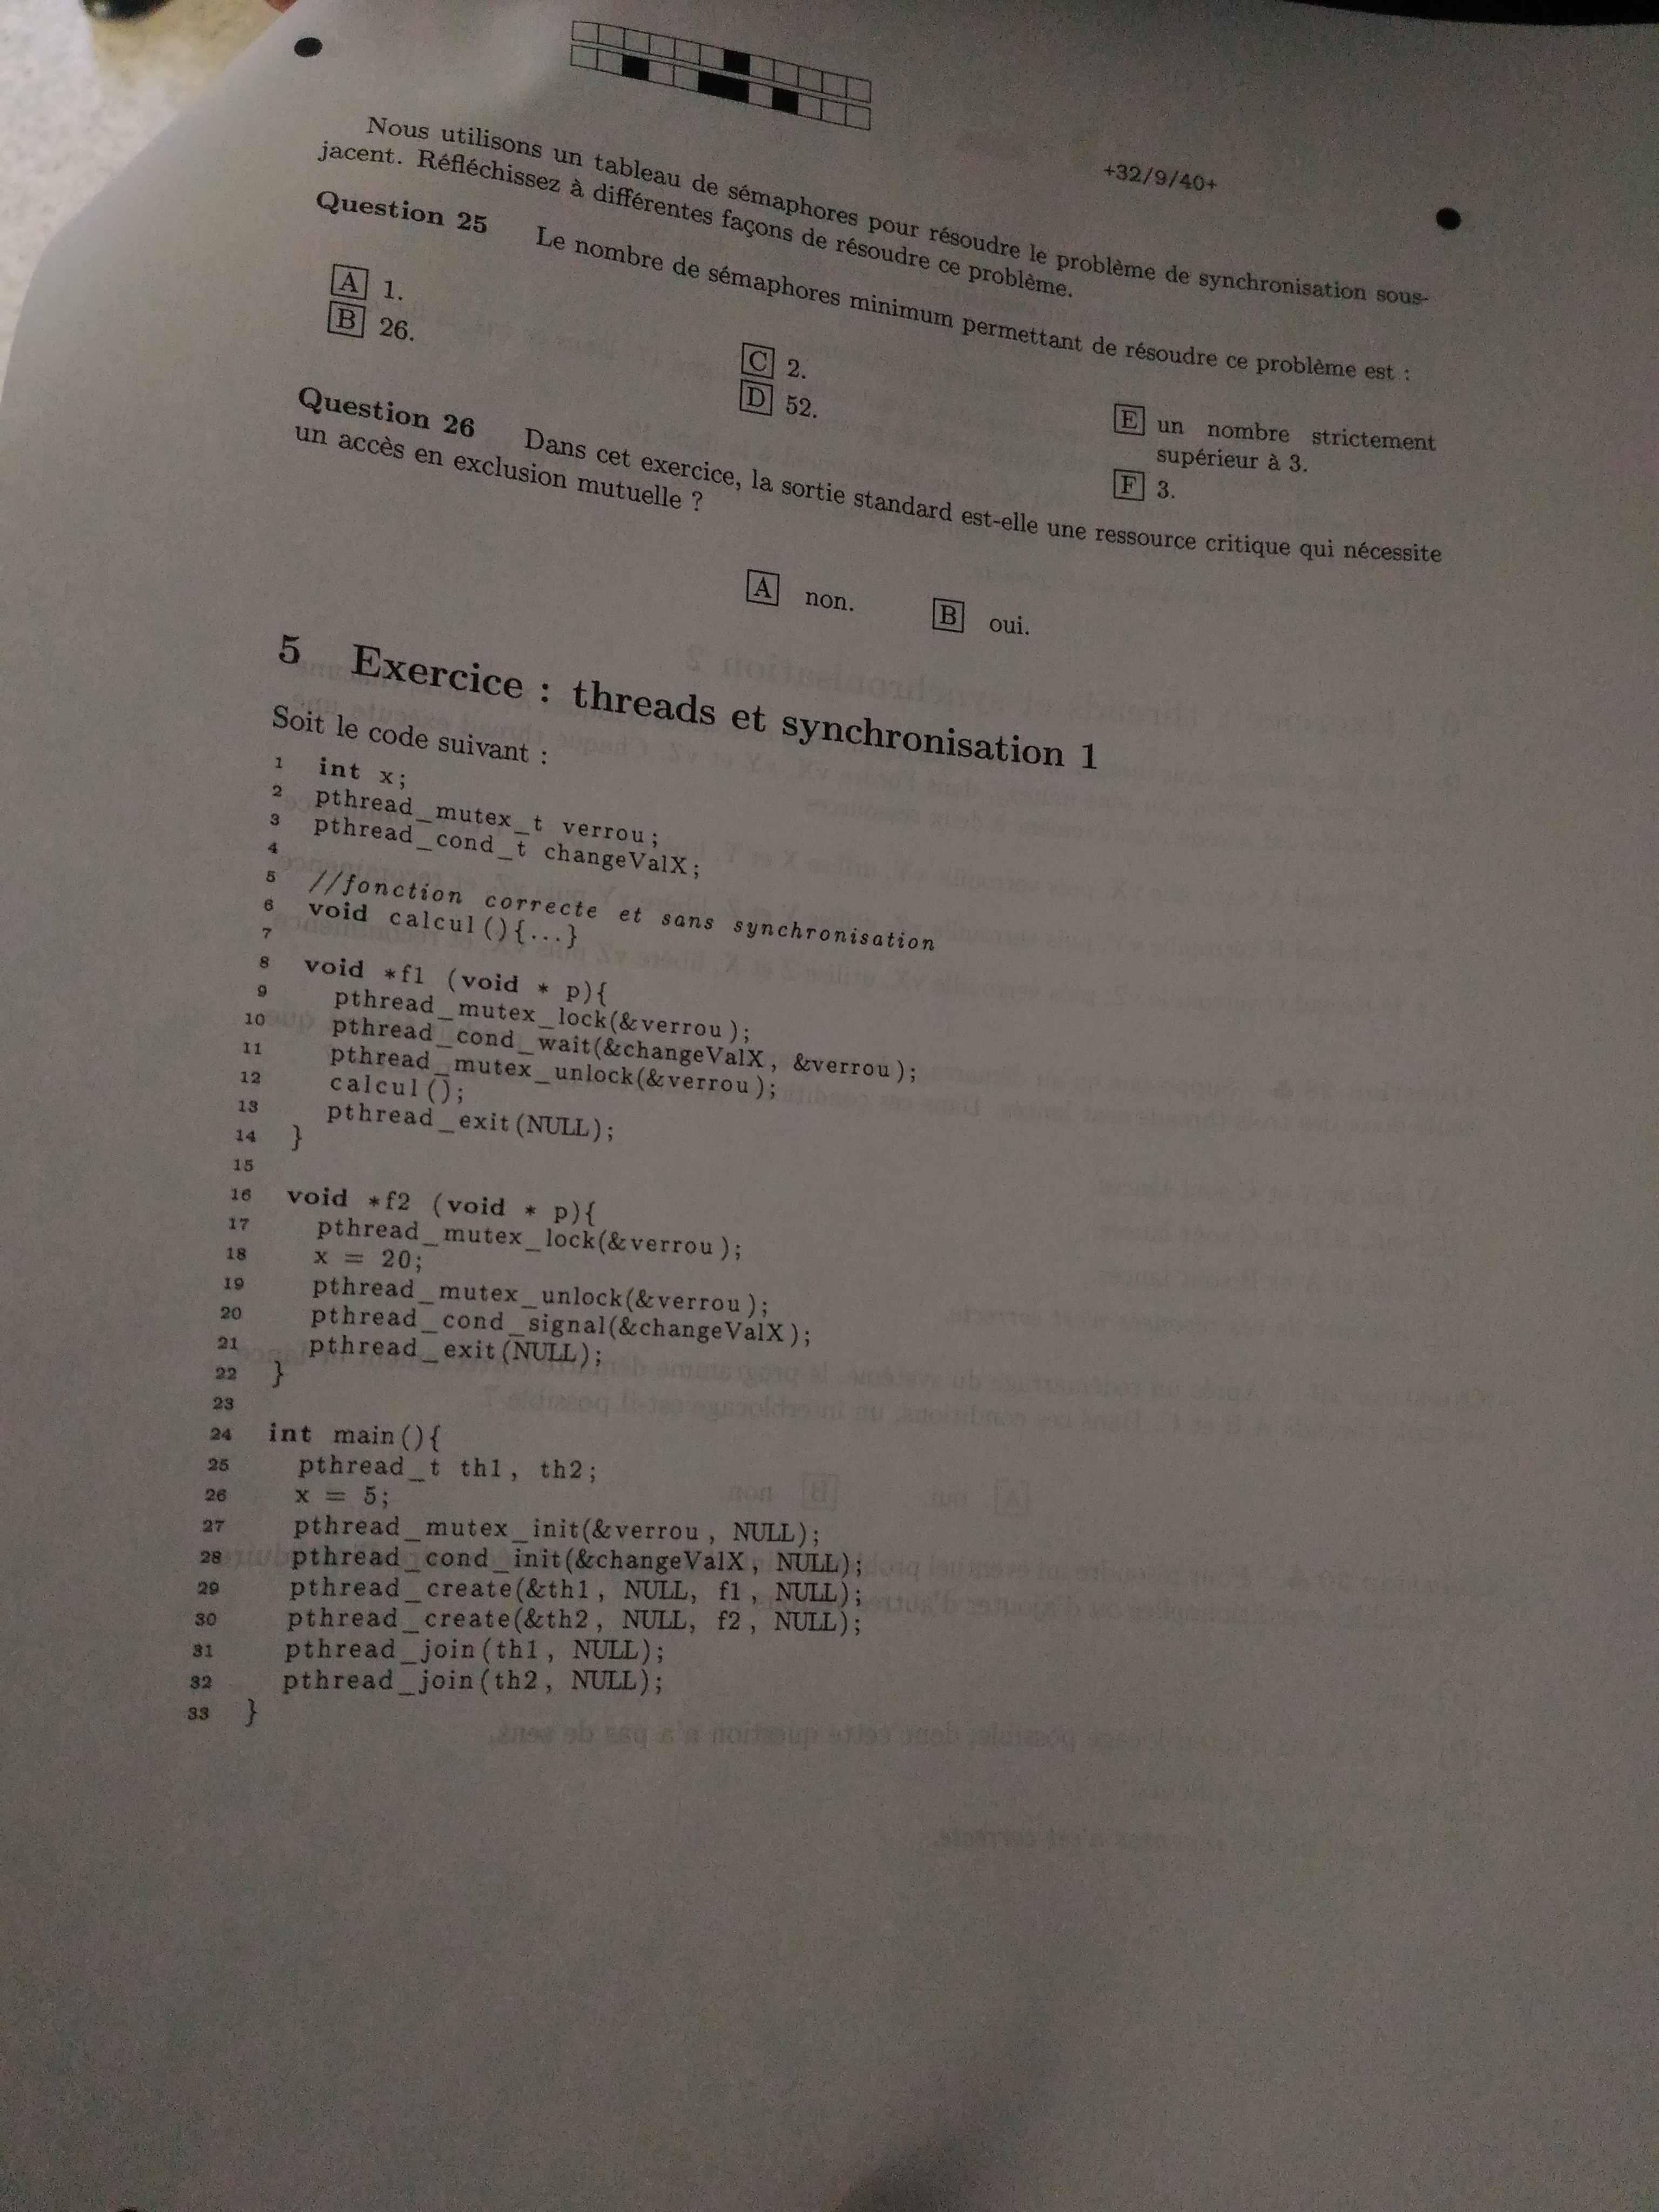 +32/9/40+
Nous utilisons un tableau de sémaphores pour résoudre le problème de synchronisation sous-
jacent. Réfléchissez à différentes façons de résoudre ce problème.
Question 25 Le nombre de sémaphores minimum permettant de résoudre ce problème est :
A 1.
B 26.
C 2.
D 52.
E un nombre strictement
supérieur à 3.
F 3.
Question 26 Dans cet exercice, la sortie standard est-elle une ressource critique qui nécessite
un accès en exclusion mutuelle ?
A non. B oui.
5 Exercice : threads et synchronisation 1
Soit le code suivant :
1 int x;
2 pthread_mutex_t verrou;
3 pthread_cond_t changeValX;
4
5 //fonction correcte et sans synchronisation
6 void calcul(){...}
7
8 void *f1 (void * p){
9 pthread_mutex_lock(&verrou);
10 pthread_cond_wait(&changeValX, &verrou);
11 pthread_mutex_unlock(&verrou);
12 calcul();
13 pthread_exit(NULL);
14 }
15
16 void *f2 (void * p){
17 pthread_mutex_lock(&verrou);
18 x = 20;
19 pthread_mutex_unlock(&verrou);
20 pthread_cond_signal(&changeValX);
21 pthread_exit(NULL);
22 }
23
24 int main(){
25 pthread_t th1, th2;
26 x = 5;
27 pthread_mutex_init(&verrou, NULL);
28 pthread_cond_init(&changeValX, NULL);
29 pthread_create(&th1, NULL, f1, NULL);
30 pthread_create(&th2, NULL, f2, NULL);
31 pthread_join(th1, NULL);
32 pthread_join(th2, NULL);
33 }